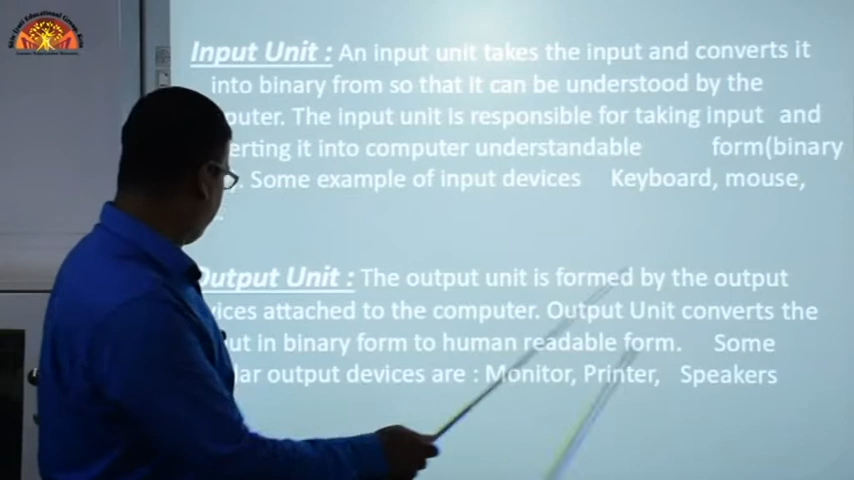 Input Unit : An input unit takes the input and converts it
into binary from so that it can be understood by the
puter. The input unit is responsible for taking input and
erting it into computer understandable form(binary
Some example of input devices Keyboard, mouse,
Output Unit : The output unit is formed by the output
vices attached to the computer. Output Unit converts the
ut in binary form to human readable form. Some
lar output devices are : Monitor, Printer, Speakers